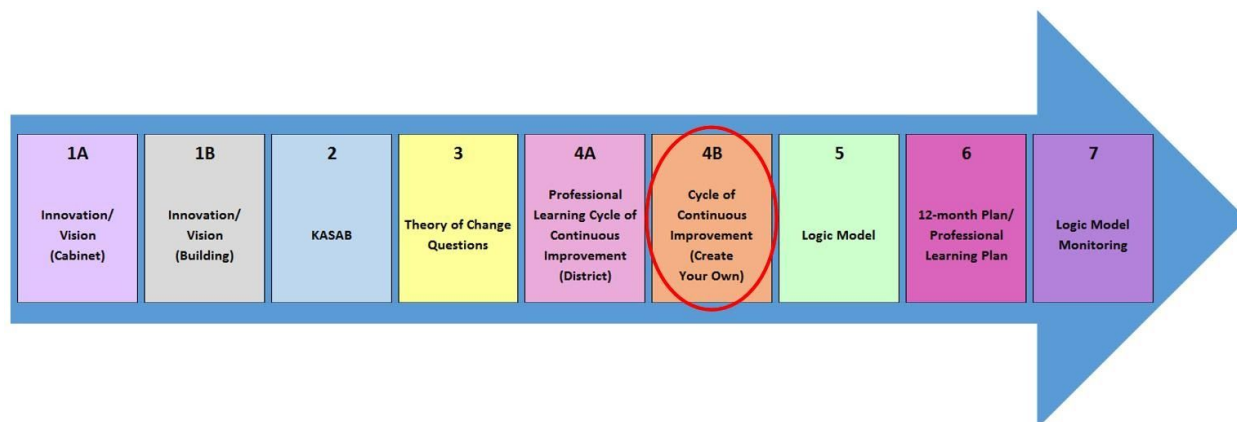 1A
Innovation/
Vision
(Cabinet)
1B
Innovation/
Vision
(Building)
2
KASAB
3
Theory of Change
Questions
4A
Professional
Learning Cycle of
Continuous
Improvement
(District)
4B
Cycle of
Continuous
Improvement
(Create
Your Own)
5
Logic Model
6
12-month Plan/
Professional
Learning Plan
7
Logic Model
Monitoring